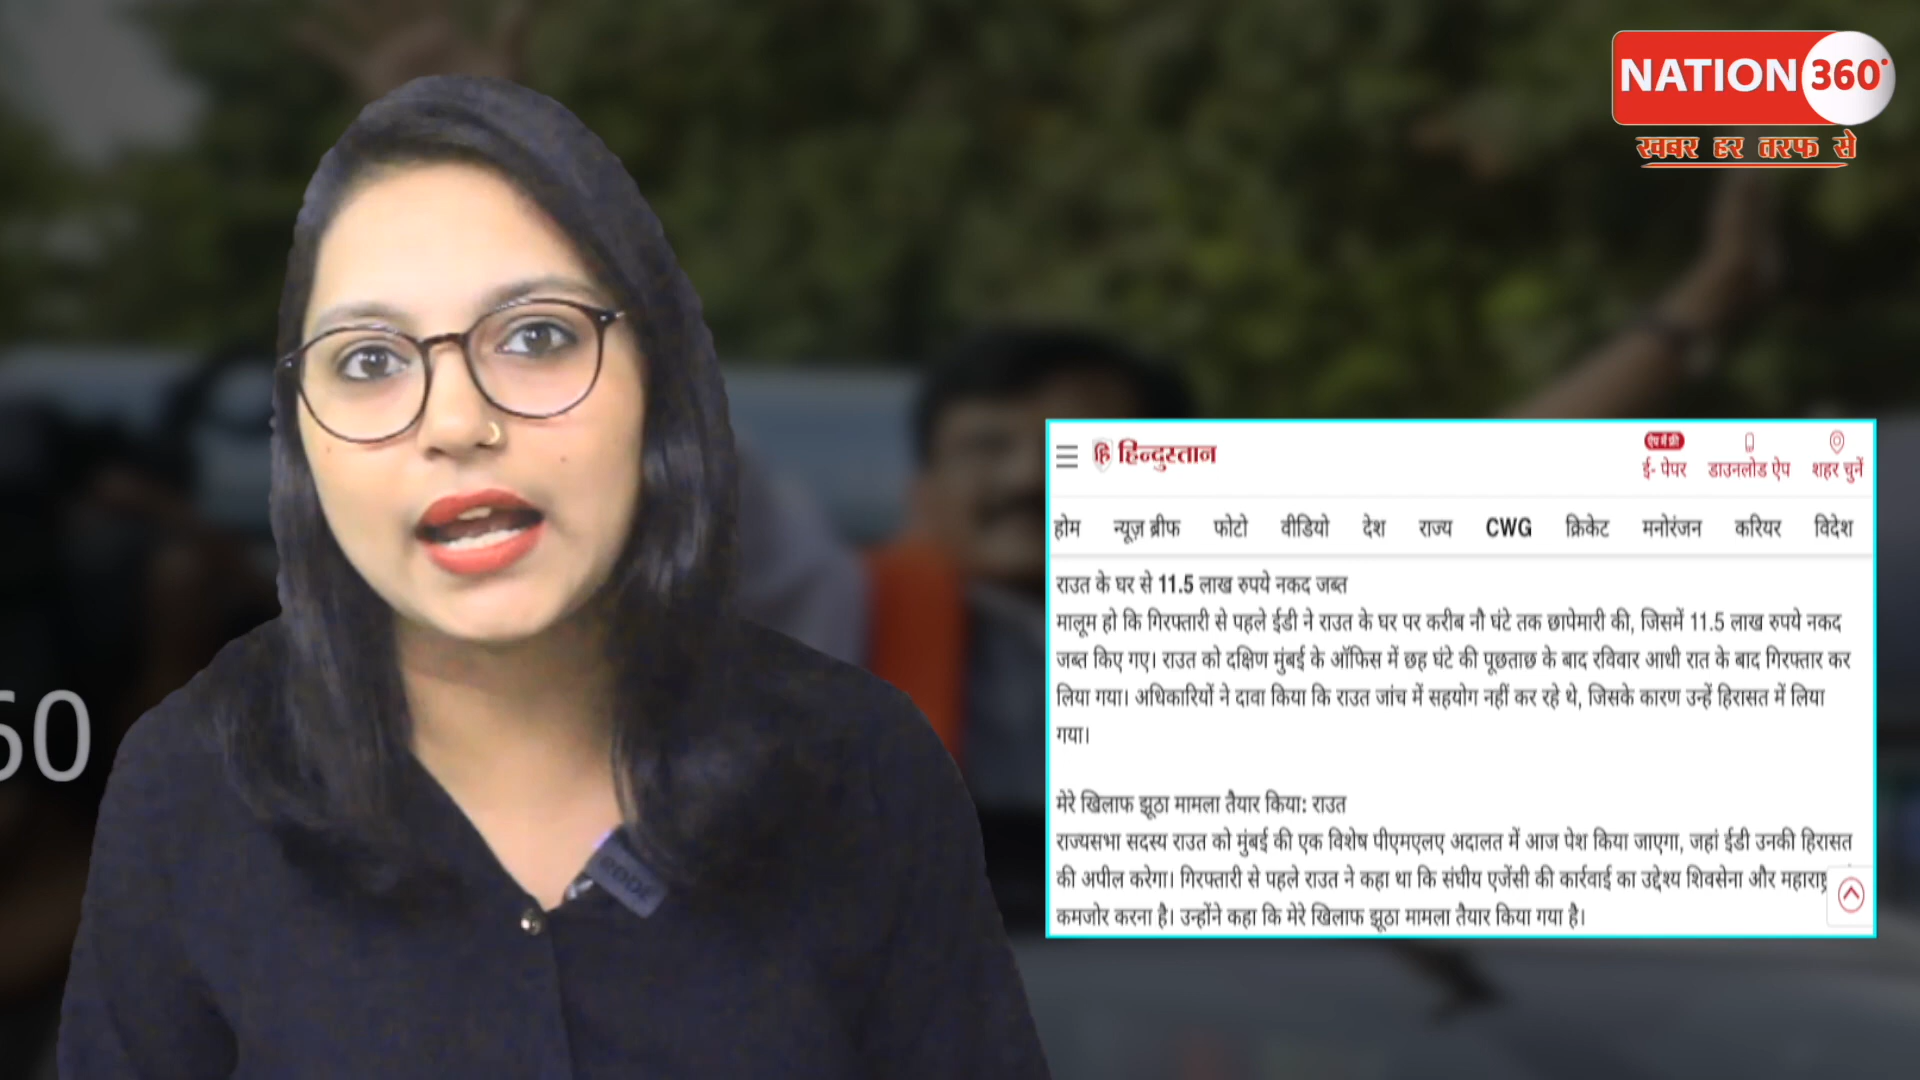 NATION 360°
खबर हर तरफ से
60
हि हिन्दुस्तान
ऐप में फ्री
ई- पेपर
डाउनलोड ऐप
शहर चुनें
होम न्यूज़ ब्रीफ फोटो वीडियो देश राज्य CWG क्रिकेट मनोरंजन करियर विदेश
राउत के घर से 11.5 लाख रुपये नकद जब्त
मालूम हो कि गिरफ्तारी से पहले ईडी ने राउत के घर पर करीब नौ घंटे तक छापेमारी की, जिसमें 11.5 लाख रुपये नकद
जब्त किए गए। राउत को दक्षिण मुंबई के ऑफिस में छह घंटे की पूछताछ के बाद रविवार आधी रात के बाद गिरफ्तार कर
लिया गया। अधिकारियों ने दावा किया कि राउत जांच में सहयोग नहीं कर रहे थे, जिसके कारण उन्हें हिरासत में लिया
गया।
मेरे खिलाफ झूठा मामला तैयार किया: राउत
राज्यसभा सदस्य राउत को मुंबई की एक विशेष पीएमएलए अदालत में आज पेश किया जाएगा, जहां ईडी उनकी हिरासत
की अपील करेगा। गिरफ्तारी से पहले राउत ने कहा था कि संघीय एजेंसी की कार्रवाई का उद्देश्य शिवसेना और महाराष्ट्र
कमजोर करना है। उन्होंने कहा कि मेरे खिलाफ झूठा मामला तैयार किया गया है।